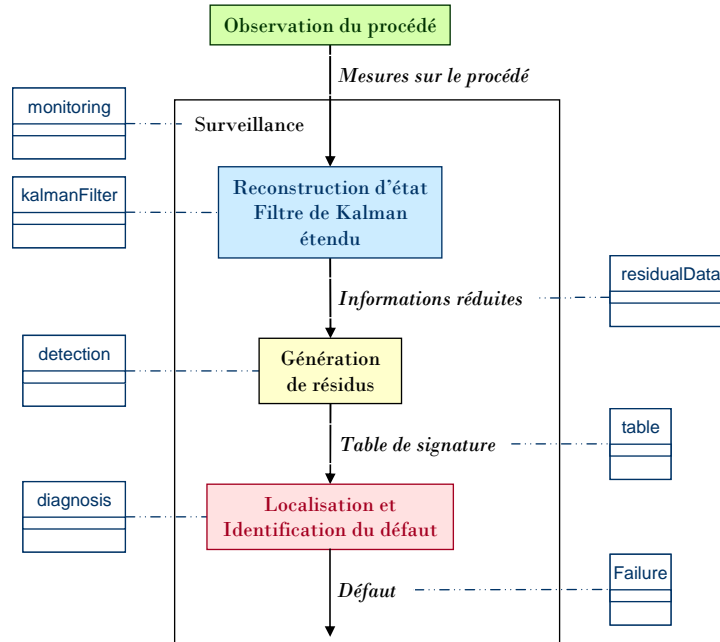 Observation du procédé
Mesures sur le procédé
monitoring
Surveillance
kalmanFilter
Reconstruction d'état
Filtre de Kalman
étendu
residualData
Informations réduites
detection
Génération
de résidus
table
Table de signature
diagnosis
Localisation et
Identification du défaut
Failure
Défaut